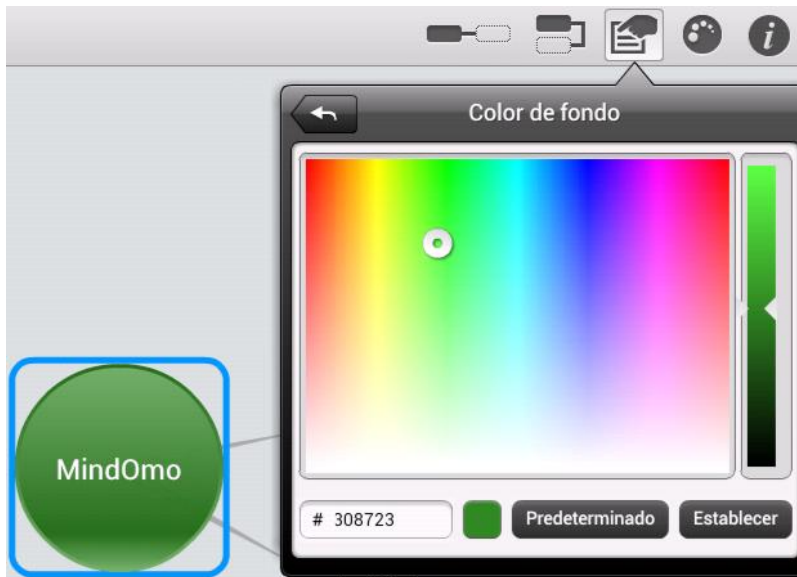 Color de fondo
MindOmo
# 308723
Predeterminado
Establecer